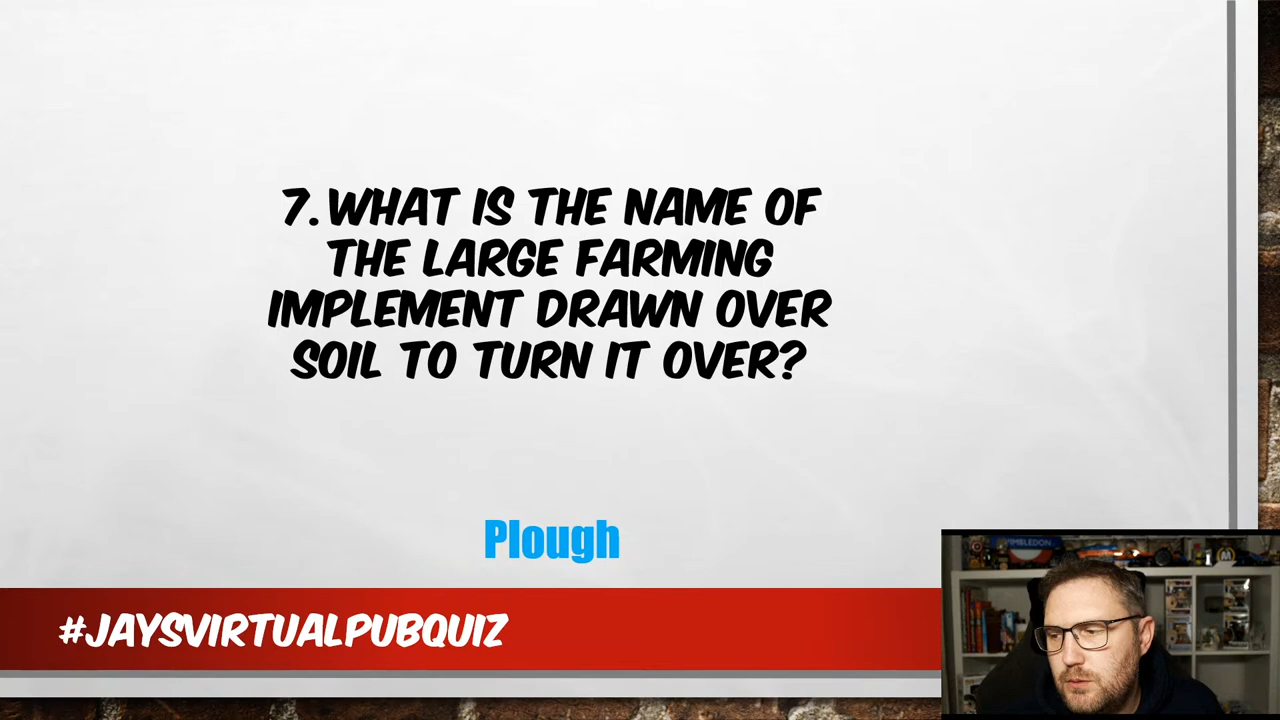 7. WHAT IS THE NAME OF
THE LARGE FARMING
IMPLEMENT DRAWN OVER
SOIL TO TURN IT OVER?
Plough
#JAYSVIRTUALPUBQUIZ
WIMBLEDON